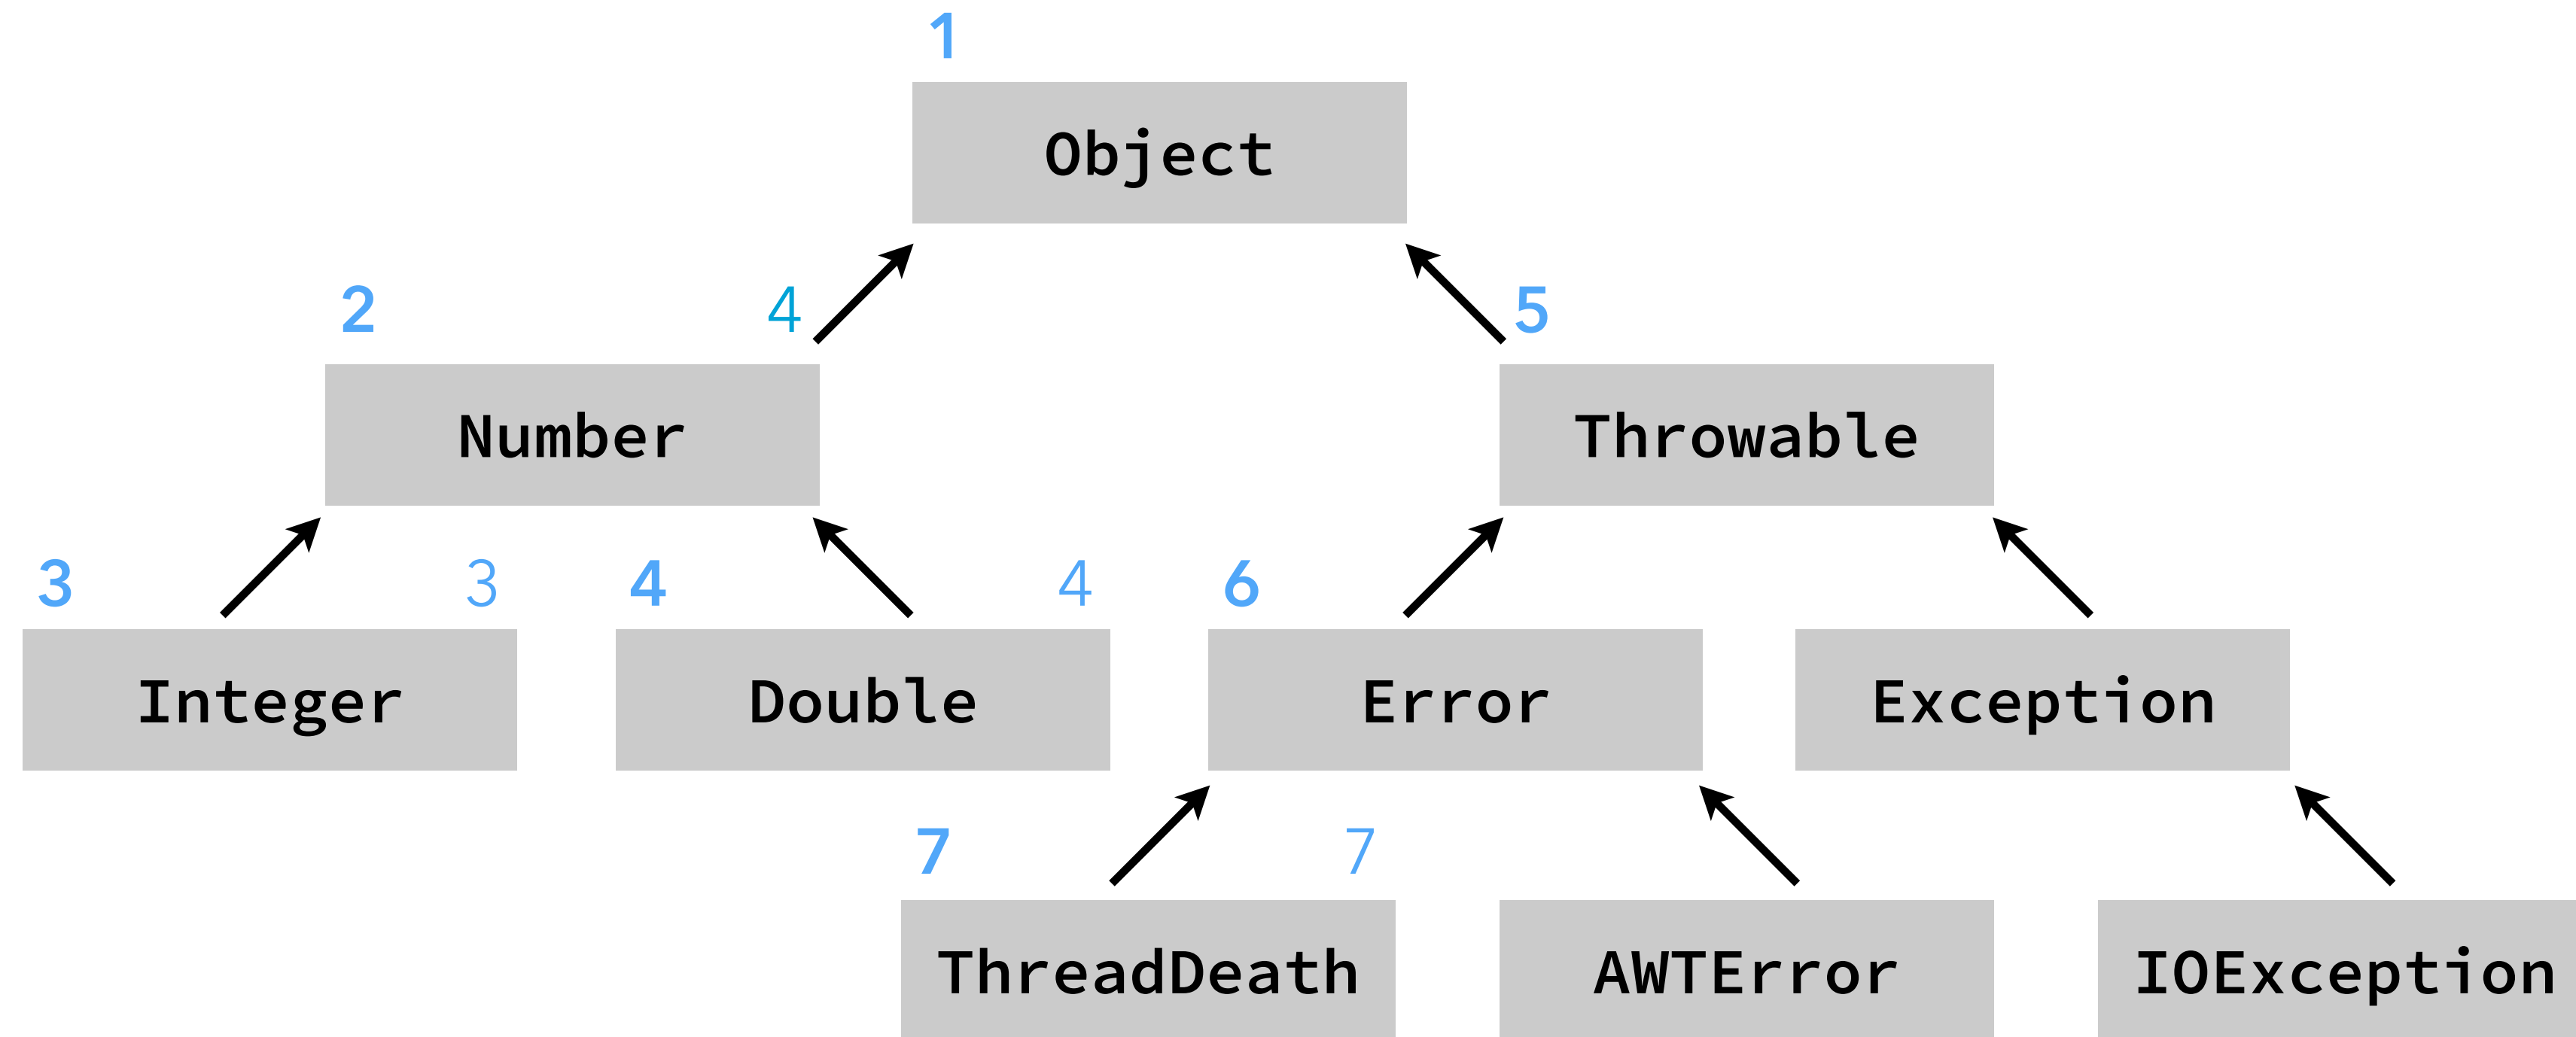 1
Object
2 4 5
Number Throwable
3 3 4 4 6
Integer Double Error Exception
7 7
ThreadDeath AWTError IOException